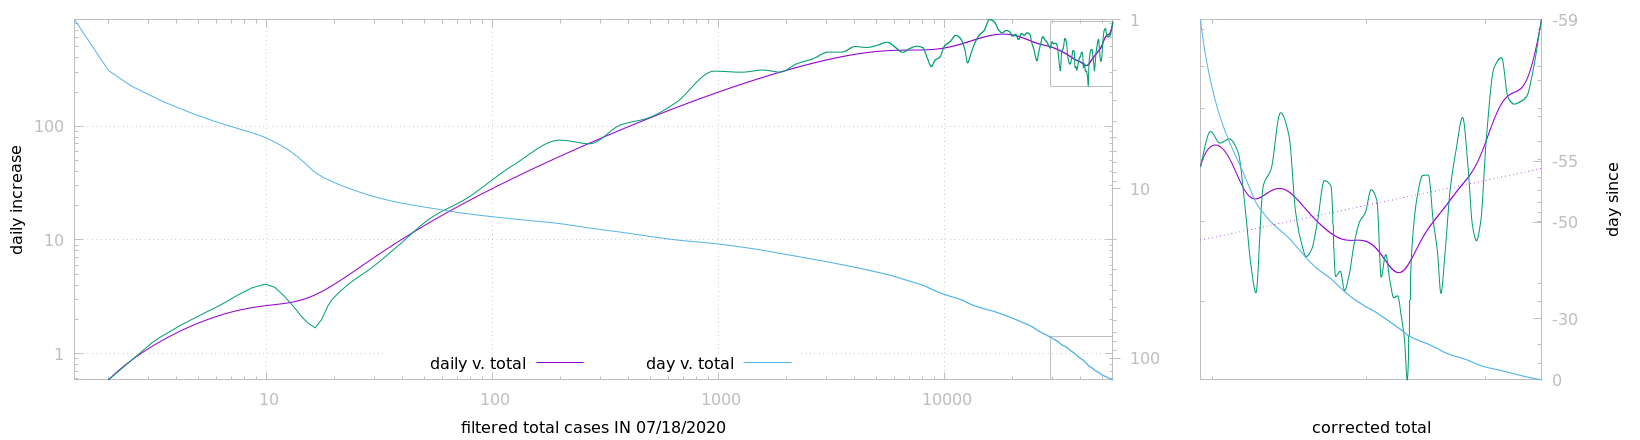 daily increase
100
10
1
10
100
1000
10000
1
10
100
daily v. total
day v. total
filtered total cases IN 07/18/2020
-59
-55
-50
-30
0
day since
corrected total